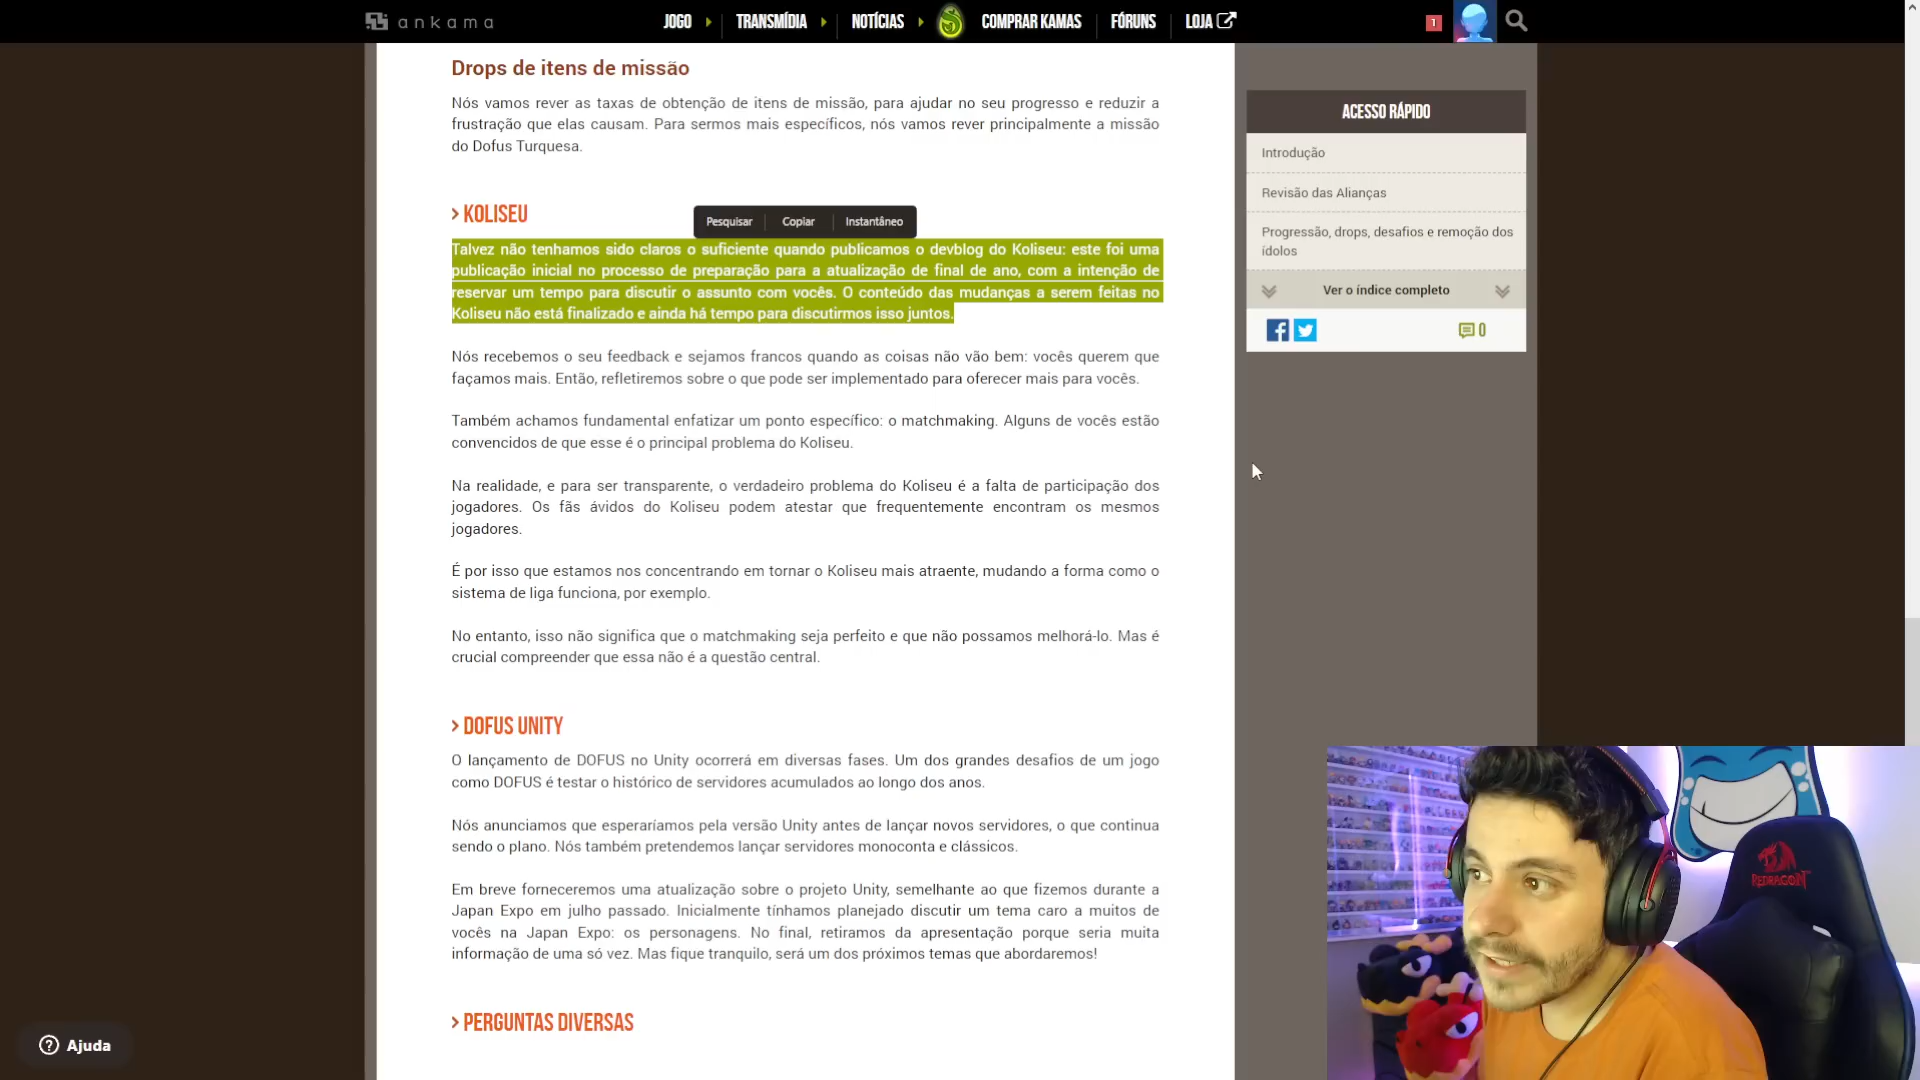 ankama
JOGO
TRANSMÍDIA
NOTÍCIAS
COMPRAR KAMAS
FÓRUNS
LOJA
1
Drops de itens de missão
Nós vamos rever as taxas de obtenção de itens de missão, para ajudar no seu progresso e reduzir a
frustração que elas causam. Para sermos mais específicos, nós vamos rever principalmente a missão
do Dofus Turquesa.
> KOLISEU
Pesquisar
Copiar
Instantâneo
Talvez não tenhamos sido claros o suficiente quando publicamos o devblog do Koliseu: este foi uma
publicação inicial no processo de preparação para a atualização de final de ano, com a intenção de
reservar um tempo para discutir o assunto com vocês. O conteúdo das mudanças a serem feitas no
Koliseu não está finalizado e ainda há tempo para discutirmos isso juntos.
Nós recebemos o seu feedback e sejamos francos quando as coisas não vão bem: vocês querem que
façamos mais. Então, refletiremos sobre o que pode ser implementado para oferecer mais para vocês.
Também achamos fundamental enfatizar um ponto específico: o matchmaking. Alguns de vocês estão
convencidos de que esse é o principal problema do Koliseu.
Na realidade, e para ser transparente, o verdadeiro problema do Koliseu é a falta de participação dos
jogadores. Os fãs ávidos do Koliseu podem atestar que frequentemente encontram os mesmos
jogadores.
É por isso que estamos nos concentrando em tornar o Koliseu mais atraente, mudando a forma como o
sistema de liga funciona, por exemplo.
No entanto, isso não significa que o matchmaking seja perfeito e que não possamos melhorá-lo. Mas é
crucial compreender que essa não é a questão central.
> DOFUS UNITY
O lançamento de DOFUS no Unity ocorrerá em diversas fases. Um dos grandes desafios de um jogo
como DOFUS é testar o histórico de servidores acumulados ao longo dos anos.
Nós anunciamos que esperaríamos pela versão Unity antes de lançar novos servidores, o que continua
sendo o plano. Nós também pretendemos lançar servidores monoconta e clássicos.
Em breve forneceremos uma atualização sobre o projeto Unity, semelhante ao que fizemos durante a
Japan Expo em julho passado. Inicialmente tínhamos planejado discutir um tema caro a muitos de
vocês na Japan Expo: os personagens. No final, retiramos da apresentação porque seria muita
informação de uma só vez. Mas fique tranquilo, será um dos próximos temas que abordaremos!
> PERGUNTAS DIVERSAS
ACESSO RÁPIDO
Introdução
Revisão das Alianças
Progressão, drops, desafios e remoção dos
ídolos
Ver o índice completo
0
REDRAGON
Ajuda